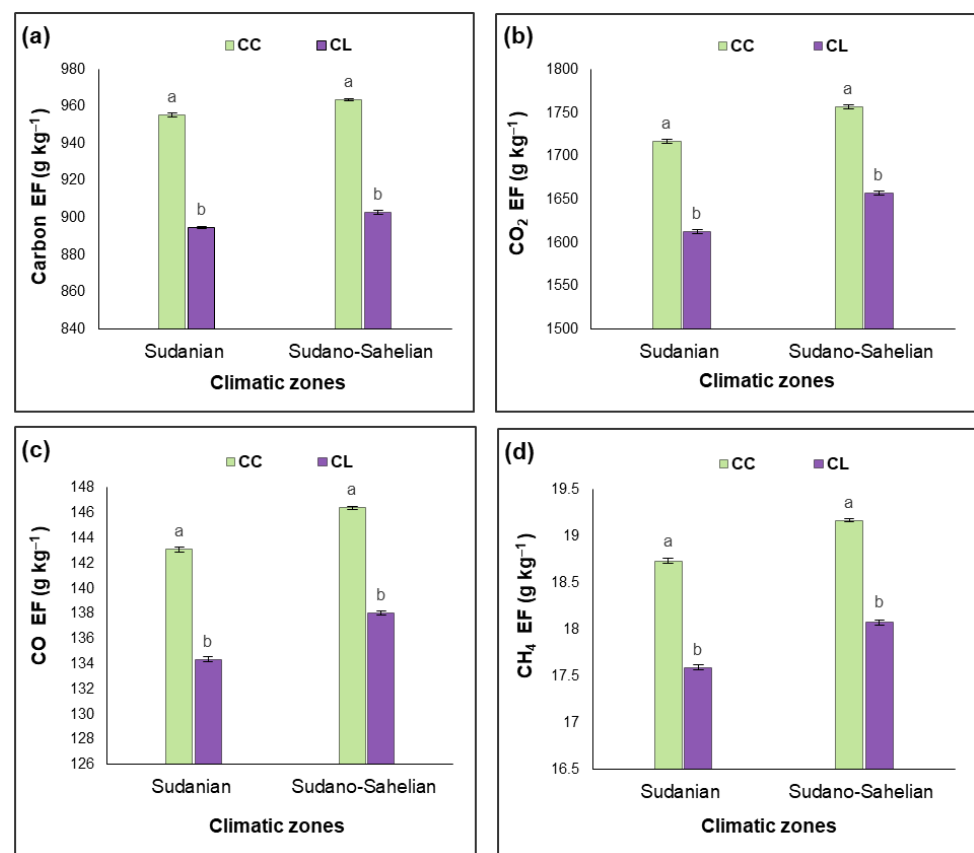 (a)
CC CL
Carbon EF (g kg⁻¹)
980
960
940
920
900
880
860
840
a
b
a
b
Sudanian Sudano-Sahelian
Climatic zones
(b)
CC CL
CO₂ EF (g kg⁻¹)
1800
1750
1700
1650
1600
1550
1500
a
b
a
b
Sudanian Sudano-Sahelian
Climatic zones
(c)
CC CL
CO EF (g kg⁻¹)
148
146
144
142
140
138
136
134
132
130
128
126
a
b
a
b
Sudanian Sudano-Sahelian
Climatic zones
(d)
CC CL
CH₄ EF (g kg⁻¹)
19.5
19
18.5
18
17.5
17
16.5
a
b
a
b
Sudanian Sudano-Sahelian
Climatic zones